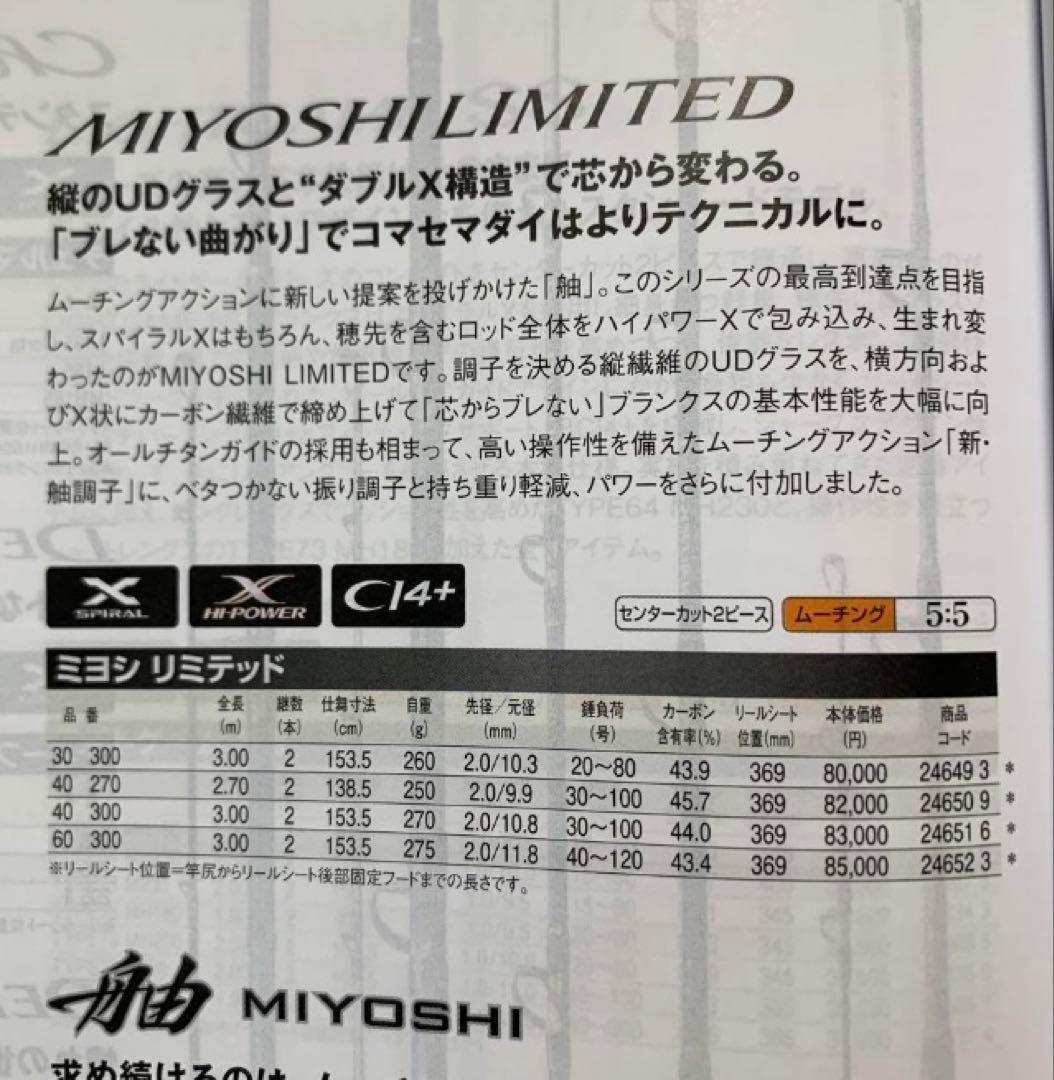 MIYOSHI LIMITED
縦のUDグラスと“ダブルX構造”で芯から変わる。
「ブレない曲がり」でコマセマダイはよりテクニカルに。
ムーチングアクションに新しい提案を投げかけた「舳」。このシリーズの最高到達点を目指
し、スパイラルXはもちろん、穂先を含むロッド全体をハイパワーXで包み込み、生まれ変
わったのがMIYOSHI LIMITEDです。調子を決める縦繊維のUDグラスを、横方向およ
びX状にカーボン繊維で締め上げて「芯からブレない」ブランクスの基本性能を大幅に向
上。オールチタンガイドの採用も相まって、高い操作性を備えたムーチングアクション「新・
舳調子」に、ベタつかない振り調子と持ち重り軽減、パワーをさらに付加しました。
X SPIRAL X HI-POWER CI4+ センターカット2ピース ムーチング 5:5
ミヨシ リミテッド
品番 全長(m) 継数(本) 仕舞寸法(cm) 自重(g) 先径/元径(mm) 錘負荷(号) カーボン含有率(%) リールシート位置(mm) 本体価格(円) 商品コード
30 300 3.00 2 153.5 260 2.0/10.3 20〜80 43.9 369 80,000 24649 3 *
40 270 2.70 2 138.5 250 2.0/9.9 30〜100 45.7 369 82,000 24650 9 *
40 300 3.00 2 153.5 270 2.0/10.8 30〜100 44.0 369 83,000 24651 6 *
60 300 3.00 2 153.5 275 2.0/11.8 40〜120 43.4 369 85,000 24652 3 *
※リールシート位置=竿尻からリールシート後部固定フードまでの長さです。
舳 MIYOSHI
求め続けるのは、